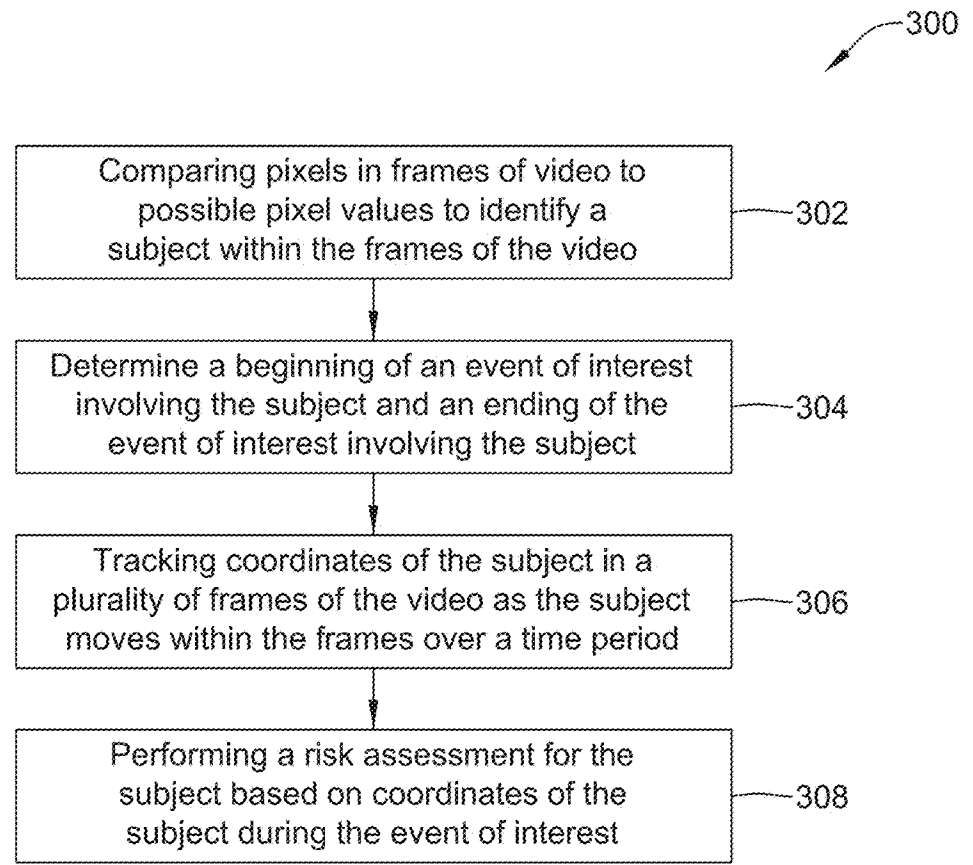 300
Comparing pixels in frames of video to
possible pixel values to identify a
subject within the frames of the video
302
Determine a beginning of an event of interest
involving the subject and an ending of the
event of interest involving the subject
304
Tracking coordinates of the subject in a
plurality of frames of the video as the subject
moves within the frames over a time period
306
Performing a risk assessment for the
subject based on coordinates of the
subject during the event of interest
308